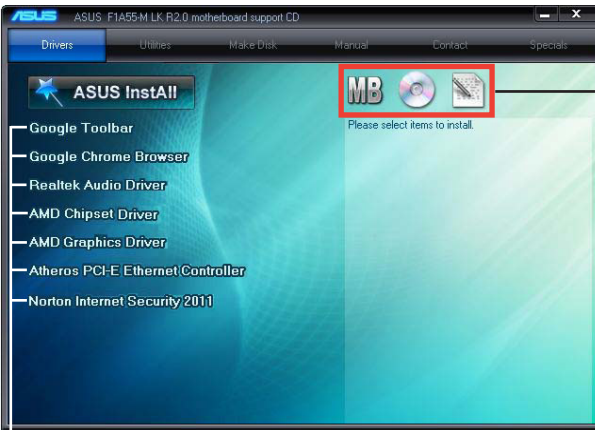 ASUS ASUS F1A55-M LK R2.0 motherboard support CD
Drivers Utilities Make Disk Manual Contact Specials
ASUS InstAll
MB
Please select items to install.
Google Toolbar
Google Chrome Browser
Realtek Audio Driver
AMD Chipset Driver
AMD Graphics Driver
Atheros PCI-E Ethernet Controller
Norton Internet Security 2011